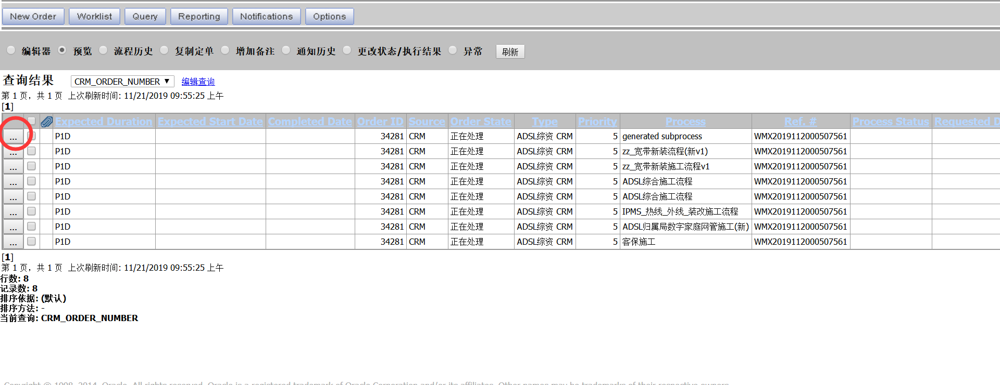 New Order Worklist Query Reporting Notifications Options
编辑器 预览 流程历史 复制定单 增加备注 通知历史 更改状态/执行结果 异常 刷新
查询结果 CRM_ORDER_NUMBER ▼ 编辑查询
第 1 页，共 1 页 上次刷新时间: 11/21/2019 09:55:25 上午
[1]
Expected Duration Expected Start Date Completed Date Order ID Source Order State Type Priority Process Ref. # Process Status Requested D
... P1D 34281 CRM 正在处理 ADSL综资 CRM 5 generated subprocess WMX2019112000507561
... P1D 34281 CRM 正在处理 ADSL综资 CRM 5 zz_宽带新装流程(新v1) WMX2019112000507561
... P1D 34281 CRM 正在处理 ADSL综资 CRM 5 zz_宽带新装施工流程v1 WMX2019112000507561
... P1D 34281 CRM 正在处理 ADSL综资 CRM 5 ADSL综合施工流程 WMX2019112000507561
... P1D 34281 CRM 正在处理 ADSL综资 CRM 5 ADSL综合施工流程 WMX2019112000507561
... P1D 34281 CRM 正在处理 ADSL综资 CRM 5 IPMS_热线_外线_装改施工流程 WMX2019112000507561
... P1D 34281 CRM 正在处理 ADSL综资 CRM 5 ADSL归属局数字家庭网管施工(新) WMX2019112000507561
... P1D 34281 CRM 正在处理 ADSL综资 CRM 5 客保施工 WMX2019112000507561
[1]
第 1 页，共 1 页 上次刷新时间: 11/21/2019 09:55:25 上午
行数: 8
记录数: 8
排序依据: (默认)
排序方法: -
当前查询: CRM_ORDER_NUMBER
Copyright © 1998, 2014, Oracle. All rights reserved. Oracle is a registered trademark of Oracle Corporation and/or its affiliates. Other names may be trademarks of their respective owners.